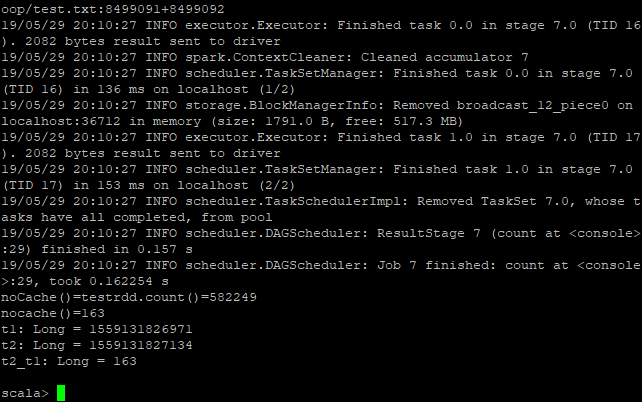 oop/test.txt:8499091+8499092
19/05/29 20:10:27 INFO executor.Executor: Finished task 0.0 in stage 7.0 (TID 16
). 2082 bytes result sent to driver
19/05/29 20:10:27 INFO spark.ContextCleaner: Cleaned accumulator 7
19/05/29 20:10:27 INFO scheduler.TaskSetManager: Finished task 0.0 in stage 7.0
(TID 16) in 136 ms on localhost (1/2)
19/05/29 20:10:27 INFO storage.BlockManagerInfo: Removed broadcast_12_piece0 on
localhost:36712 in memory (size: 1791.0 B, free: 517.3 MB)
19/05/29 20:10:27 INFO executor.Executor: Finished task 1.0 in stage 7.0 (TID 17
). 2082 bytes result sent to driver
19/05/29 20:10:27 INFO scheduler.TaskSetManager: Finished task 1.0 in stage 7.0
(TID 17) in 153 ms on localhost (2/2)
19/05/29 20:10:27 INFO scheduler.TaskSchedulerImpl: Removed TaskSet 7.0, whose t
asks have all completed, from pool
19/05/29 20:10:27 INFO scheduler.DAGScheduler: ResultStage 7 (count at <console>
:29) finished in 0.157 s
19/05/29 20:10:27 INFO scheduler.DAGScheduler: Job 7 finished: count at <console
>:29, took 0.162254 s
noCache()=testrdd.count()=582249
nocache()=163
t1: Long = 1559131826971
t2: Long = 1559131827134
t2_t1: Long = 163
scala>